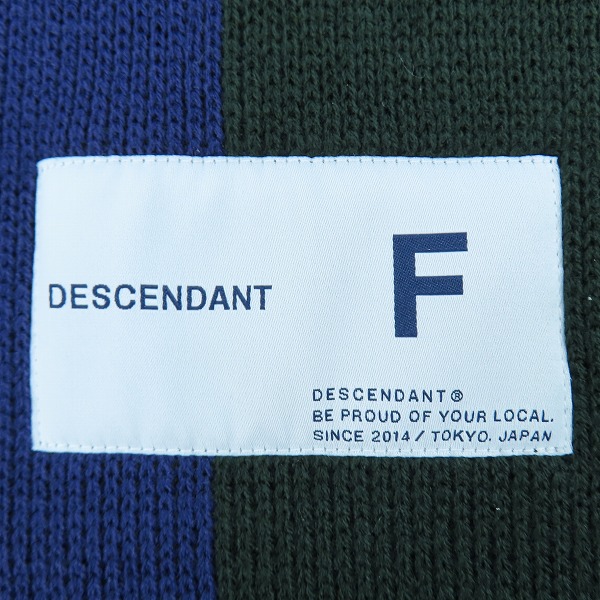 DESCENDANT
F
DESCENDANT®
BE PROUD OF YOUR LOCAL.
SINCE 2014 / TOKYO. JAPAN